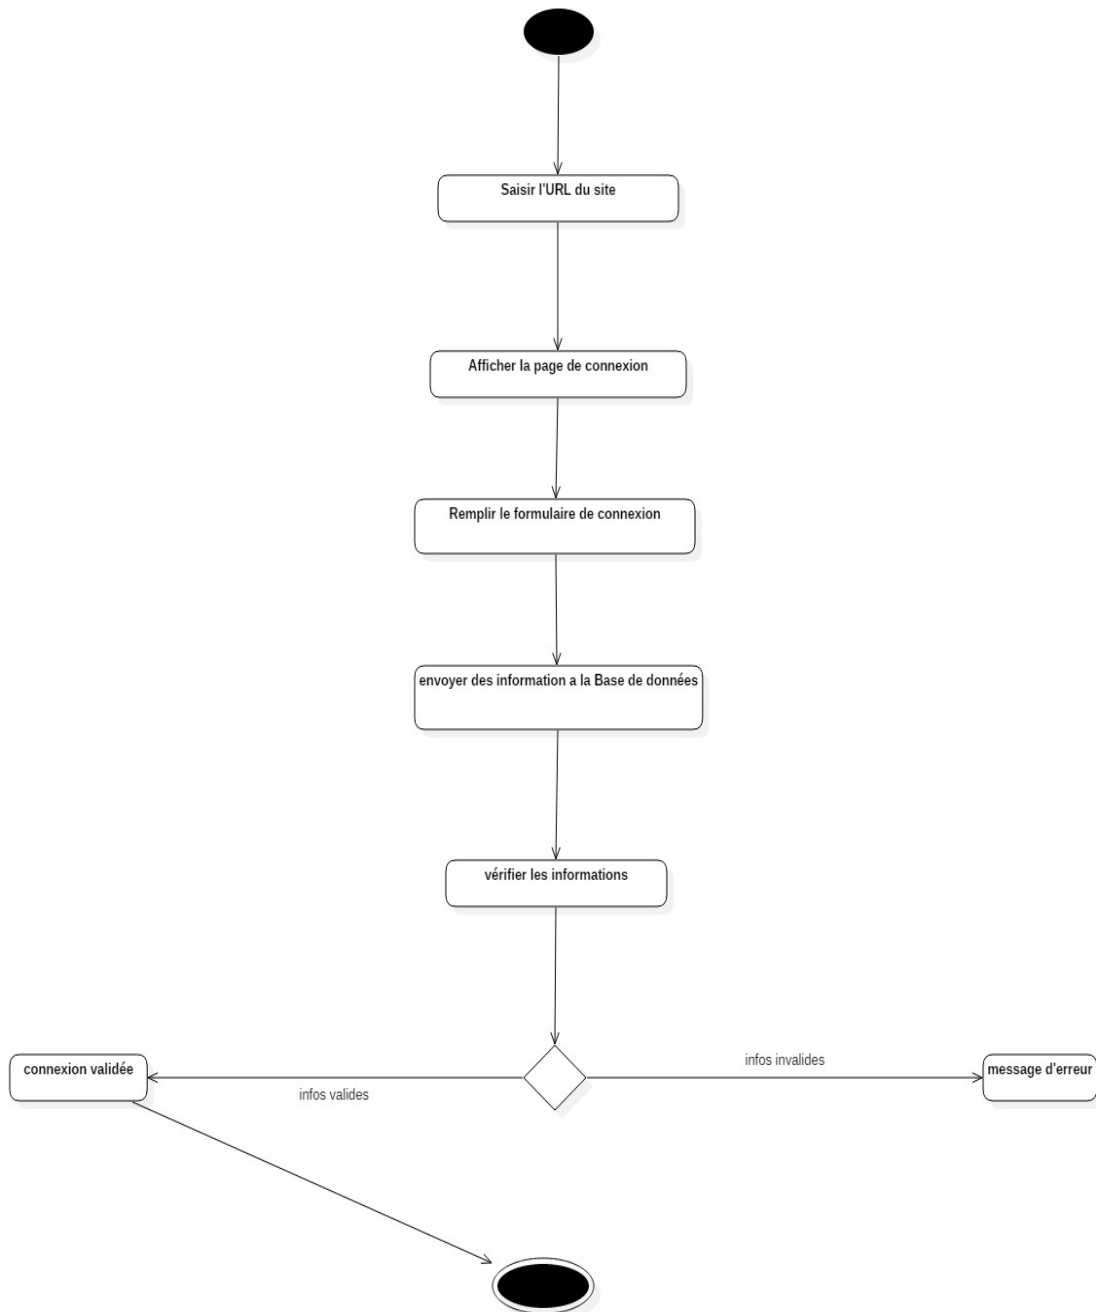 Saisir l'URL du site
Afficher la page de connexion
Remplir le formulaire de connexion
envoyer des information a la Base de données
vérifier les informations
infos invalides
connexion validée
message d'erreur
infos valides